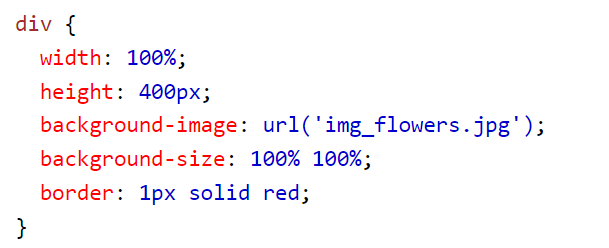 div {
  width: 100%;
  height: 400px;
  background-image: url('img_flowers.jpg');
  background-size: 100% 100%;
  border: 1px solid red;
}